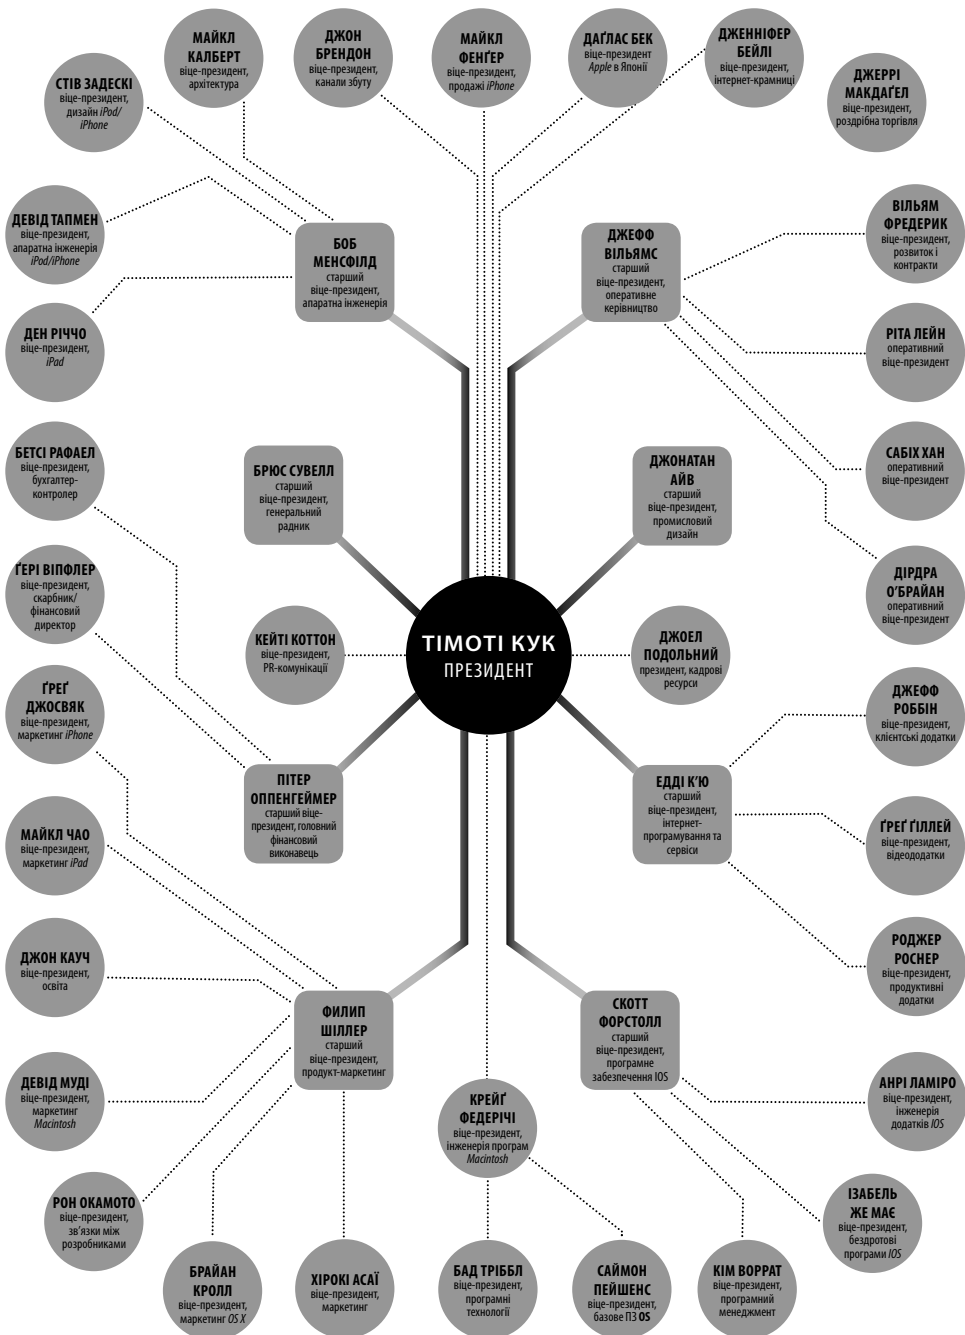 МАЙКЛ
КАЛБЕРТ
віце-президент,
архітектура
ДЖОН
БРЕНДОН
віце-президент,
канали збуту
МАЙКЛ
ФЕНҐЕР
віце-президент,
продажі iPhone
ДАҐЛАС БЕК
віце-президент
Apple в Японії
ДЖЕННІФЕР
БЕЙЛІ
віце-президент,
інтернет-крамниці
ДЖЕРРІ
МАКДАҐЕЛ
віце-президент,
роздрібна торгівля
СТІВ ЗАДЕСКІ
віце-президент,
дизайн iPod/
iPhone
ДЕВІД ТАПМЕН
віце-президент,
апаратна інженерія
iPod/iPhone
БОБ
МЕНСФІЛД
старший
віце-президент,
апаратна інженерія
ДЖЕФФ
ВІЛЬЯМС
старший
віце-президент,
оперативне
керівництво
ВІЛЬЯМ
ФРЕДЕРИК
віце-президент,
розвиток і
контракти
ДЕН РІЧЧО
віце-президент,
iPad
РІТА ЛЕЙН
оперативний
віце-президент
БЕТСІ РАФАЕЛ
віце-президент,
бухгалтер-
контролер
БРЮС СУВЕЛЛ
старший
віце-президент,
генеральний
радник
ДЖОНАТАН
АЙВ
старший
віце-президент,
промисловий
дизайн
САБІХ ХАН
оперативний
віце-президент
ҐЕРІ ВІПФЛЕР
віце-президент,
скарбник/
фінансовий
директор
ДІРДРА
О’БРАЙАН
оперативний
віце-президент
КЕЙТІ КОТТОН
віце-президент,
PR-комунікації
ТІМОТІ КУК
ПРЕЗИДЕНТ
ДЖОЕЛ
ПОДОЛЬНИЙ
президент, кадрові
ресурси
ҐРЕҐ
ДЖОСВЯК
віце-президент,
маркетинг iPhone
ДЖЕФФ
РОББІН
віце-президент,
клієнтські додатки
ПІТЕР
ОППЕНГЕЙМЕР
старший віце-
президент, головний
фінансовий
виконавець
ЕДДІ К’Ю
старший
віце-президент,
інтернет-
програмування та
сервіси
МАЙКЛ ЧАО
віце-президент,
маркетинг iPad
ҐРЕҐ ҐІЛЛЕЙ
віце-президент,
відеододатки
ДЖОН КАУЧ
віце-президент,
освіта
РОДЖЕР
РОСНЕР
віце-президент,
продуктивні
додатки
ФИЛИП
ШІЛЛЕР
старший
віце-президент,
продукт-маркетинг
СКОТТ
ФОРСТОЛЛ
старший
віце-президент,
програмне
забезпечення IOS
ДЕВІД МУДІ
віце-президент,
маркетинг
Macintosh
КРЕЙҐ
ФЕДЕРІЧІ
віце-президент,
інженерія програм
Macintosh
АНРІ ЛАМІРО
віце-президент,
інженерія
додатків IOS
РОН ОКАМОТО
віце-президент,
зв’язки між
розробниками
ІЗАБЕЛЬ
ЖЕ МАЄ
віце-президент,
бездротові
програми IOS
БРАЙАН
КРОЛЛ
віце-президент,
маркетинг OS X
ХІРОКІ АСАЇ
віце-президент,
маркетинг
БАД ТРІББЛ
віце-президент,
програмні
технології
САЙМОН
ПЕЙШЕНС
віце-президент,
базове ПЗ OS
КІМ ВОРРАТ
віце-президент,
програмний
менеджмент